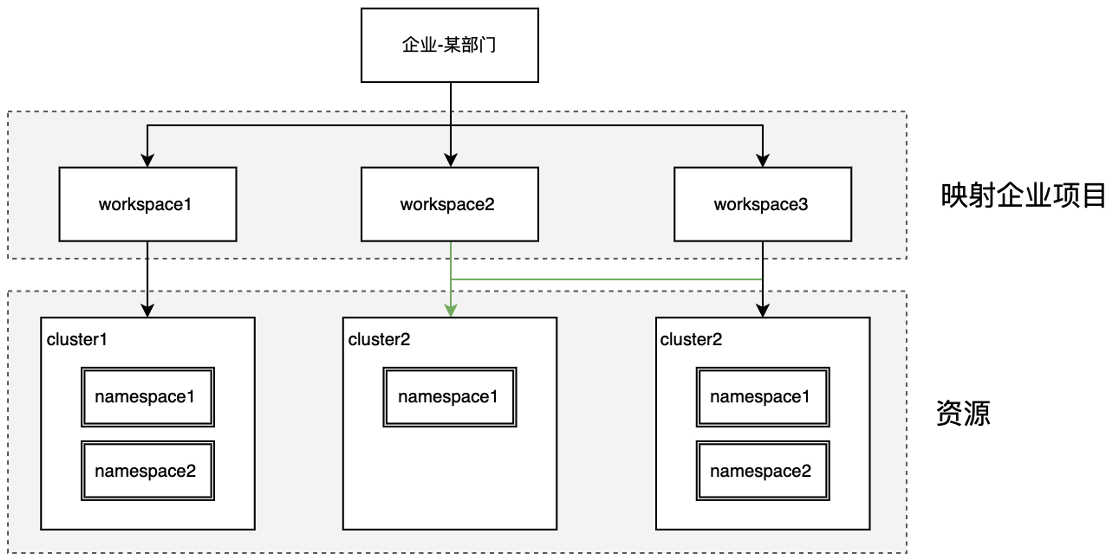 企业-某部门
workspace1
workspace2
workspace3
映射企业项目
cluster1
namespace1
namespace2
cluster2
namespace1
cluster2
namespace1
namespace2
资源